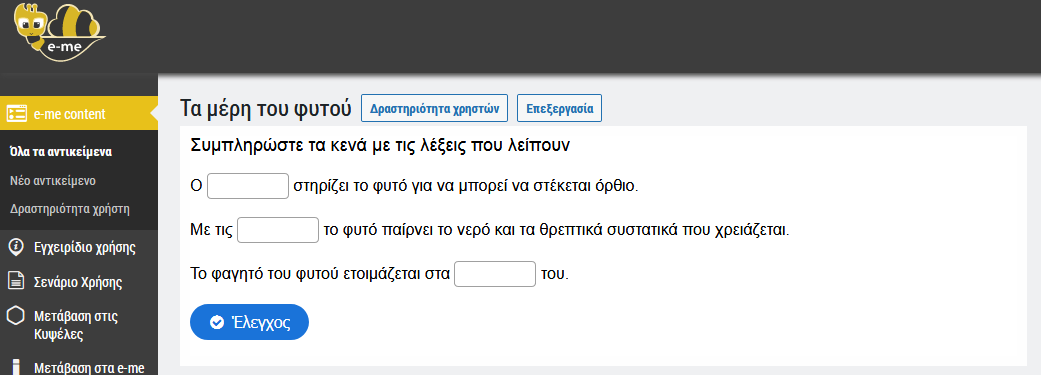 e-me
e-me content
Όλα τα αντικείμενα
Νέο αντικείμενο
Δραστηριότητα χρήστη
Εγχειρίδιο χρήσης
Σενάριο Χρήσης
Μετάβαση στις
Κυψέλες
Μετάβαση στα e-me
Τα μέρη του φυτού Δραστηριότητα χρηστών Επεξεργασία
Συμπληρώστε τα κενά με τις λέξεις που λείπουν
Ο στηρίζει το φυτό για να μπορεί να στέκεται όρθιο.
Με τις το φυτό παίρνει το νερό και τα θρεπτικά συστατικά που χρειάζεται.
Το φαγητό του φυτού ετοιμάζεται στα του.
Έλεγχος